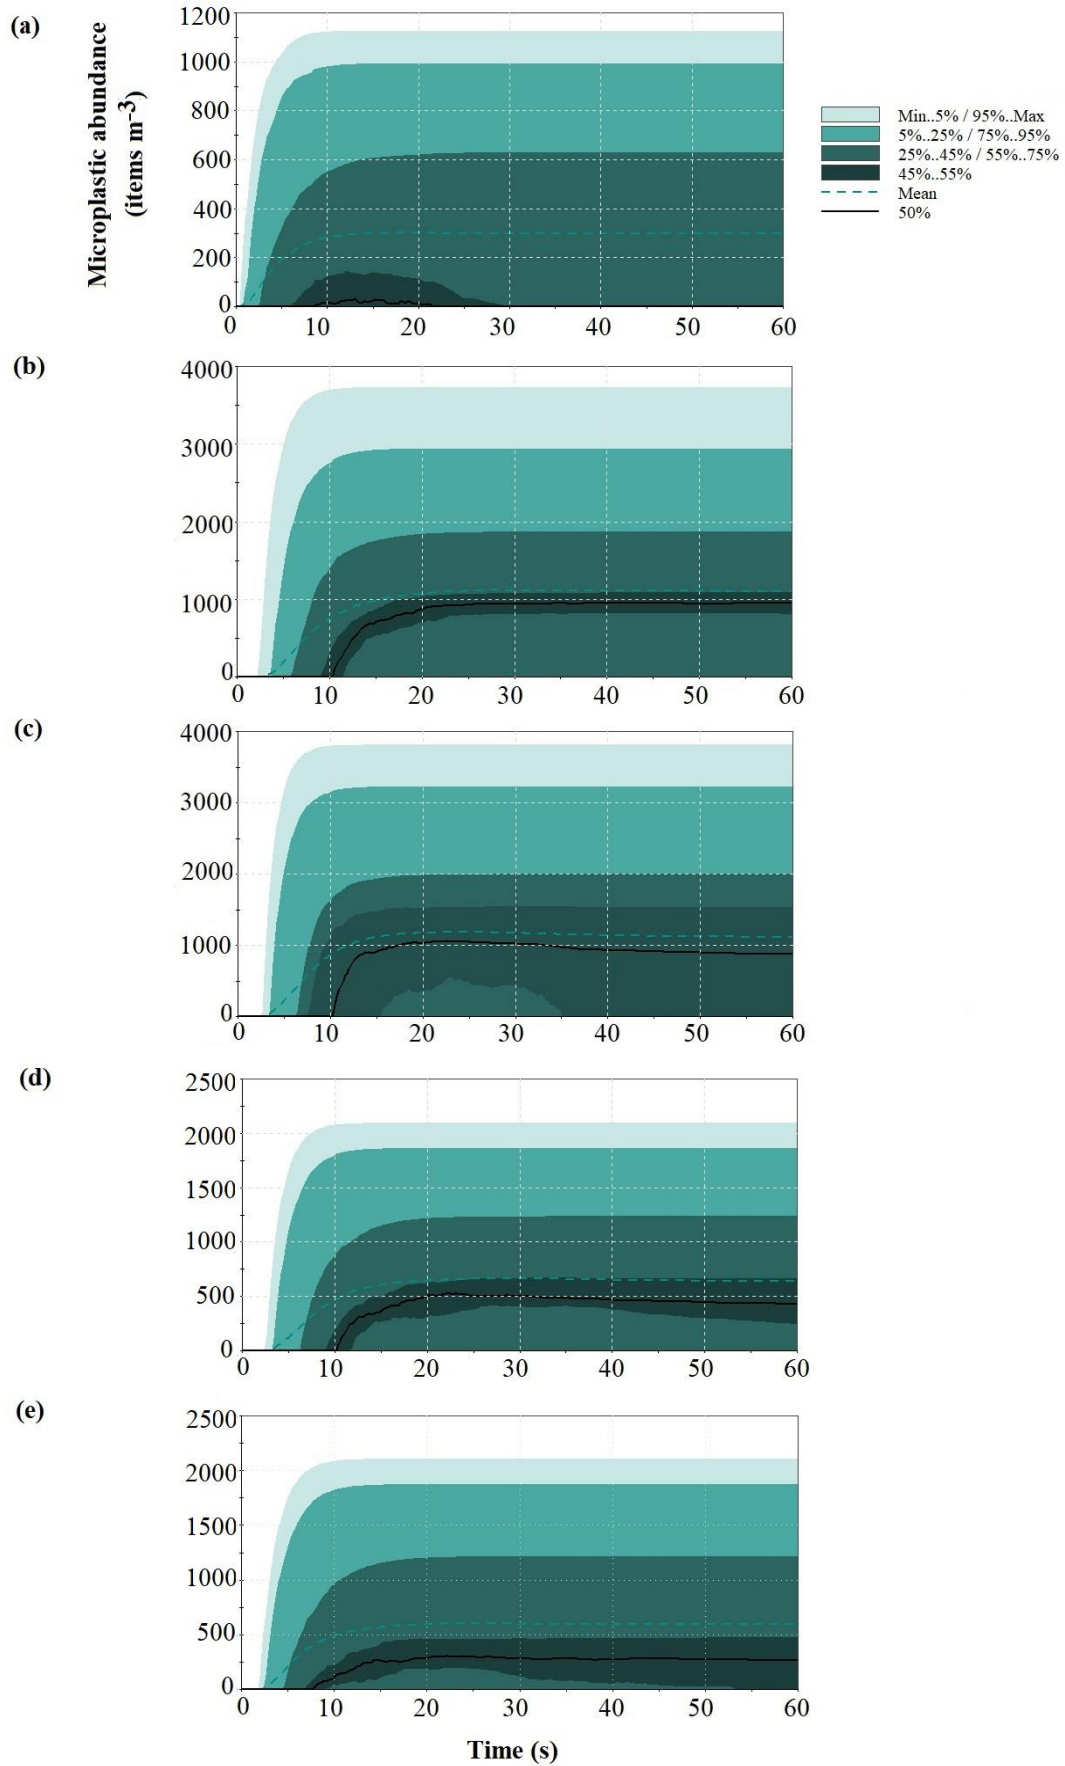 (a)
Microplastic abundance
(items m-3)
1200
1000
800
600
400
200
0
0 10 20 30 40 50 60
Min..5% / 95%..Max
5%..25% / 75%..95%
25%..45% / 55%..75%
45%..55%
Mean
50%
(b)
4000
3000
2000
1000
0
0 10 20 30 40 50 60
(c)
4000
3000
2000
1000
0
0 10 20 30 40 50 60
(d)
2500
2000
1500
1000
500
0
0 10 20 30 40 50 60
(e)
2500
2000
1500
1000
500
0
0 10 20 30 40 50 60
Time (s)